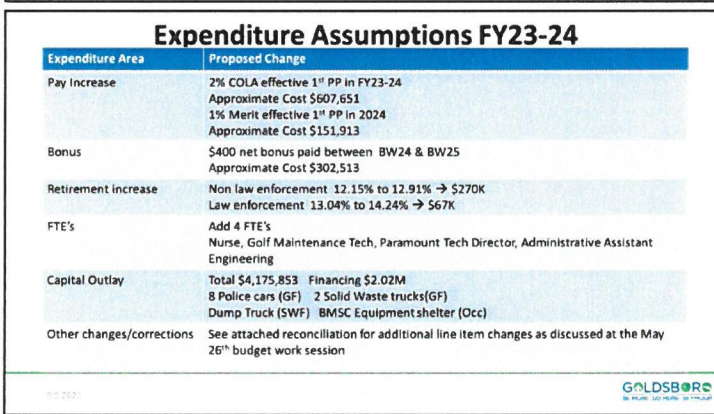 Expenditure Assumptions FY23-24
Expenditure Area Proposed Change
Pay Increase 2% COLA effective 1st PP in FY23-24
Approximate Cost $607,651
1% Merit effective 1st PP in 2024
Approximate Cost $151,913
Bonus $400 net bonus paid between BW24 & BW25
Approximate Cost $302,513
Retirement increase Non law enforcement 12.15% to 12.91% → $270K
Law enforcement 13.04% to 14.24% → $67K
FTE's Add 4 FTE's
Nurse, Golf Maintenance Tech, Paramount Tech Director, Administrative Assistant
Engineering
Capital Outlay Total $4,175,853 Financing $2.02M
8 Police cars (GF) 2 Solid Waste trucks(GF)
Dump Truck (SWF) BMSC Equipment shelter (Occ)
Other changes/corrections See attached reconciliation for additional line item changes as discussed at the May
26th budget work session
GOLDSBORO